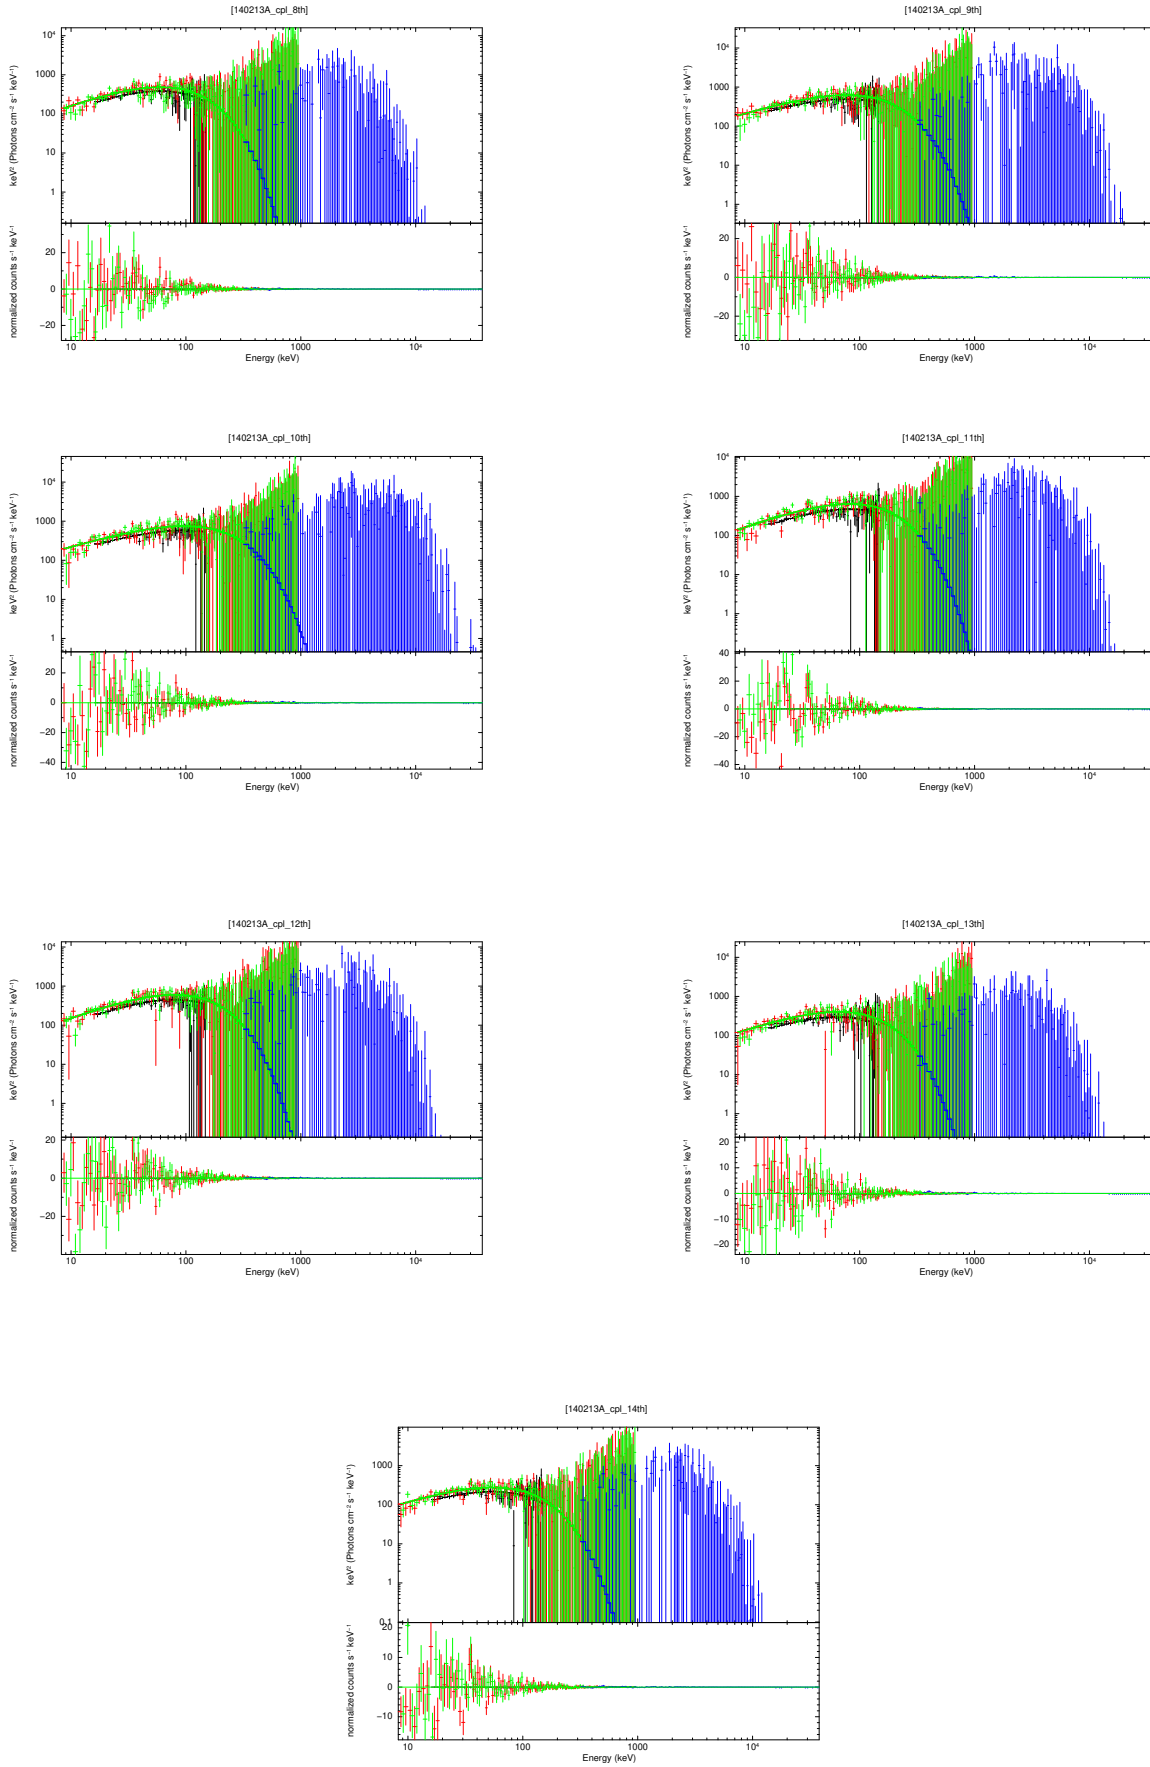 [140213A_cpl_8th]
keV² (Photons cm⁻² s⁻¹ keV⁻¹)
10⁴
1000
100
10
1
normalized counts s⁻¹ keV⁻¹
20
0
−20
10 100 1000 10⁴
Energy (keV)
[140213A_cpl_9th]
keV² (Photons cm⁻² s⁻¹ keV⁻¹)
10⁴
1000
100
10
1
normalized counts s⁻¹ keV⁻¹
20
0
−20
10 100 1000 10⁴
Energy (keV)
[140213A_cpl_10th]
keV² (Photons cm⁻² s⁻¹ keV⁻¹)
10⁴
1000
100
10
1
normalized counts s⁻¹ keV⁻¹
20
0
−20
−40
10 100 1000 10⁴
Energy (keV)
[140213A_cpl_11th]
keV² (Photons cm⁻² s⁻¹ keV⁻¹)
10⁴
1000
100
10
1
normalized counts s⁻¹ keV⁻¹
40
20
0
−20
−40
10 100 1000 10⁴
Energy (keV)
[140213A_cpl_12th]
keV² (Photons cm⁻² s⁻¹ keV⁻¹)
10⁴
1000
100
10
1
normalized counts s⁻¹ keV⁻¹
20
0
−20
10 100 1000 10⁴
Energy (keV)
[140213A_cpl_13th]
keV² (Photons cm⁻² s⁻¹ keV⁻¹)
10⁴
1000
100
10
1
normalized counts s⁻¹ keV⁻¹
20
10
0
−10
−20
10 100 1000 10⁴
Energy (keV)
[140213A_cpl_14th]
keV² (Photons cm⁻² s⁻¹ keV⁻¹)
1000
100
10
1
0.1
normalized counts s⁻¹ keV⁻¹
20
10
0
−10
10 100 1000 10⁴
Energy (keV)